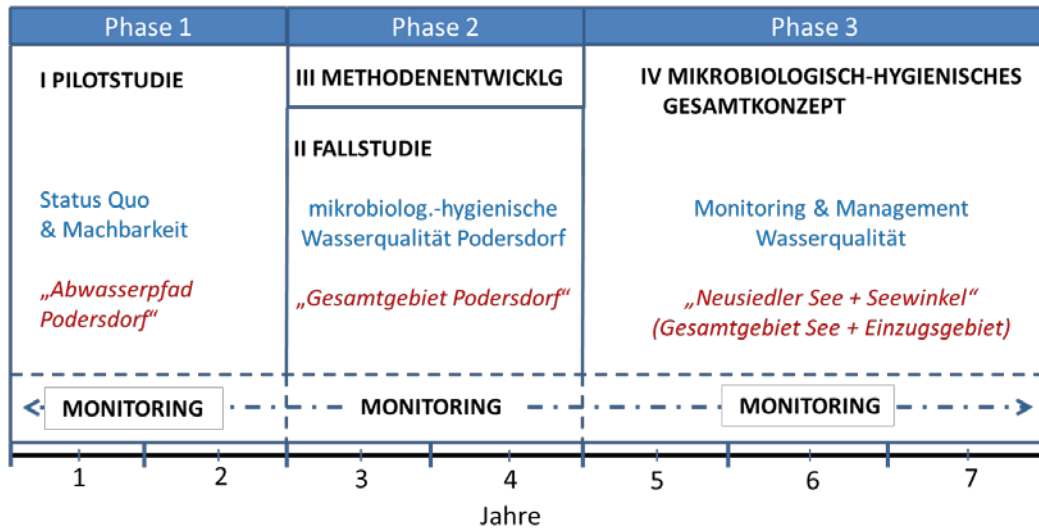 Phase 1
Phase 2
Phase 3
I PILOTSTUDIE
Status Quo
& Machbarkeit
„Abwasserpfad
Podersdorf“
III METHODENENTWICKLG
II FALLSTUDIE
mikrobiolog.-hygienische
Wasserqualität Podersdorf
„Gesamtgebiet Podersdorf“
IV MIKROBIOLOGISCH-HYGIENISCHES
GESAMTKONZEPT
Monitoring & Management
Wasserqualität
„Neusiedler See + Seewinkel“
(Gesamtgebiet See + Einzugsgebiet)
MONITORING
MONITORING
MONITORING
1 2 3 4 5 6 7
Jahre